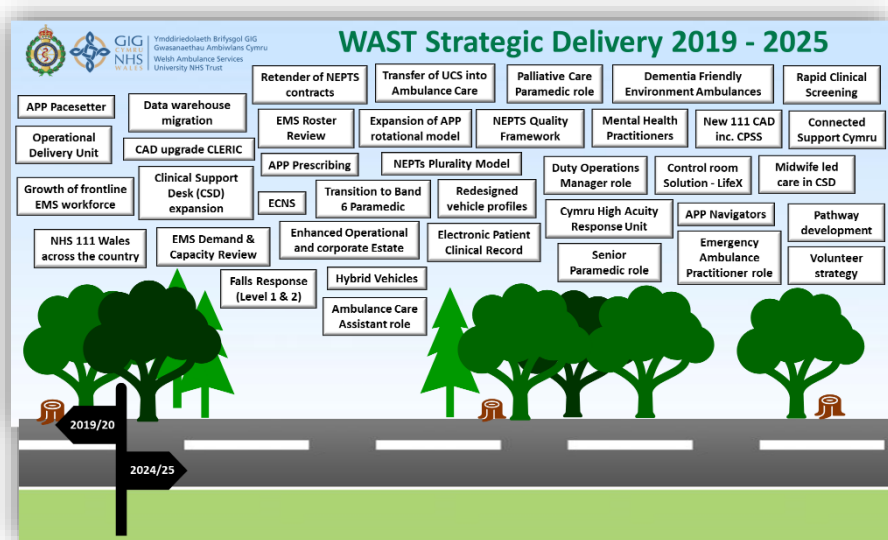 GIG
CYMRU
NHS
WALES
Ymddiriedolaeth Brifysgol GIG
Gwasanaethau Ambiwlans Cymru
Welsh Ambulance Services
University NHS Trust
WAST Strategic Delivery 2019 - 2025
Retender of NEPTS
contracts
Transfer of UCS into
Ambulance Care
Palliative Care
Paramedic role
Dementia Friendly
Environment Ambulances
Rapid Clinical
Screening
APP Pacesetter
Data warehouse
migration
EMS Roster
Review
Expansion of APP
rotational model
NEPTS Quality
Framework
Mental Health
Practitioners
New 111 CAD
inc. CPSS
Connected
Support Cymru
Operational
Delivery Unit
CAD upgrade CLERIC
APP Prescribing
NEPTs Plurality Model
Duty Operations
Manager role
Control room
Solution - LifeX
Midwife led
care in CSD
Growth of frontline
EMS workforce
Clinical Support
Desk (CSD)
expansion
ECNS
Transition to Band
6 Paramedic
Redesigned
vehicle profiles
Cymru High Acuity
Response Unit
APP Navigators
Pathway
development
NHS 111 Wales
across the country
EMS Demand &
Capacity Review
Enhanced Operational
and corporate Estate
Electronic Patient
Clinical Record
Senior
Paramedic role
Emergency
Ambulance
Practitioner role
Volunteer
strategy
Falls Response
(Level 1 & 2)
Hybrid Vehicles
Ambulance Care
Assistant role
2019/20
2024/25